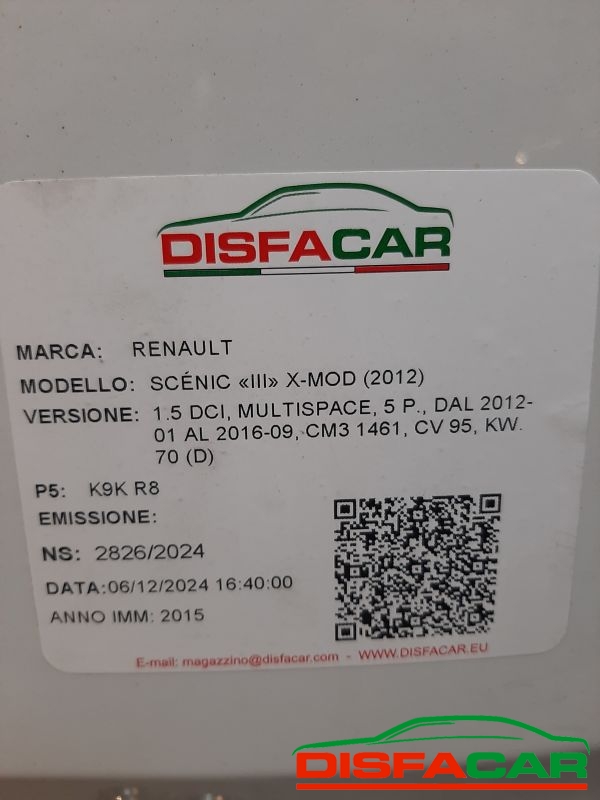 DISFACAR
MARCA: RENAULT
MODELLO: SCÉNIC «III» X-MOD (2012)
VERSIONE: 1.5 DCI, MULTISPACE, 5 P., DAL 2012-
01 AL 2016-09, CM3 1461, CV 95, KW.
70 (D)
P5: K9K R8
EMISSIONE:
NS: 2826/2024
DATA:06/12/2024 16:40:00
ANNO IMM: 2015
E-mail: magazzino@disfacar.com - WWW.DISFACAR.EU
DISFACAR